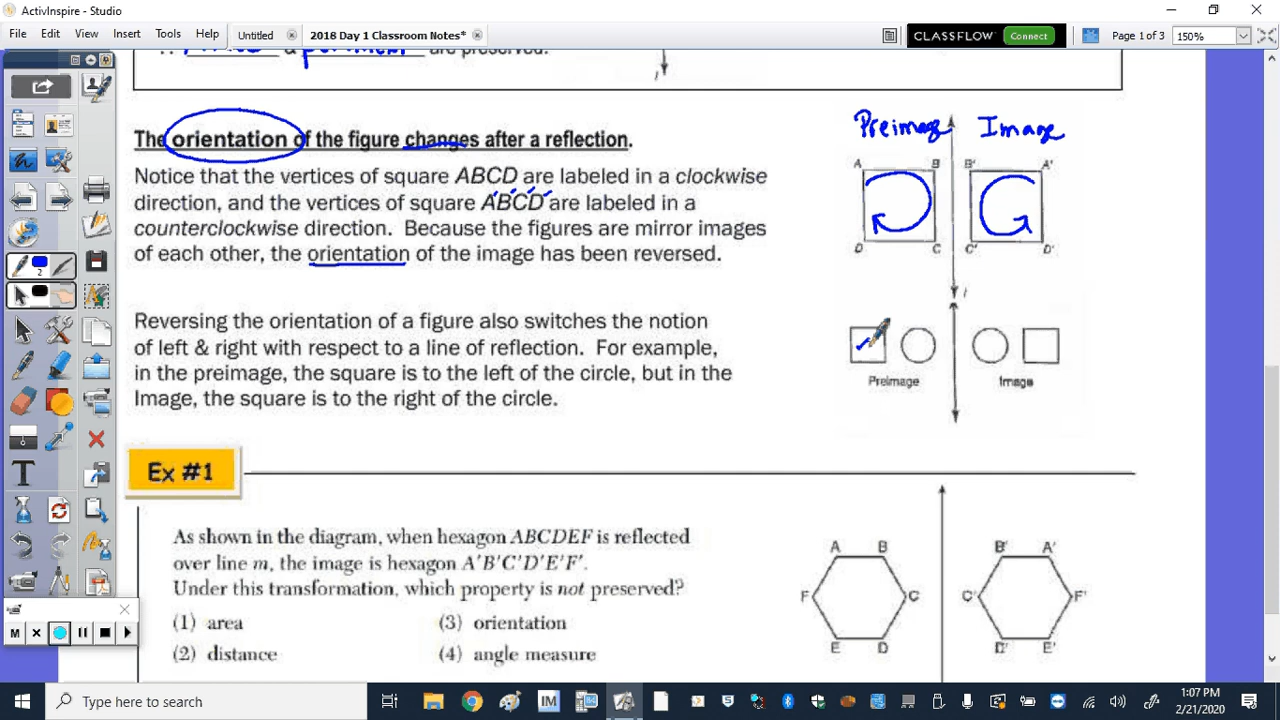 ActivInspire - Studio
File Edit View Insert Tools Help
Untitled
2018 Day 1 Classroom Notes*
CLASSFLOW Connect
Page 1 of 3
150%
& perimeter are preserved.
The orientation of the figure changes after a reflection.
Notice that the vertices of square ABCD are labeled in a clockwise
direction, and the vertices of square A'B'C'D' are labeled in a
counterclockwise direction. Because the figures are mirror images
of each other, the orientation of the image has been reversed.
Preimage Image
A B B' A'
D C C' D'
l
Reversing the orientation of a figure also switches the notion
of left & right with respect to a line of reflection. For example,
in the preimage, the square is to the left of the circle, but in the
Image, the square is to the right of the circle.
Preimage Image
Ex #1
As shown in the diagram, when hexagon ABCDEF is reflected
over line m, the image is hexagon A'B'C'D'E'F'.
Under this transformation, which property is not preserved?
(1) area (3) orientation
(2) distance (4) angle measure
A B B' A'
F C C' F'
E D D' E'
2
T
M
Type here to search
IM
1:07 PM
2/21/2020